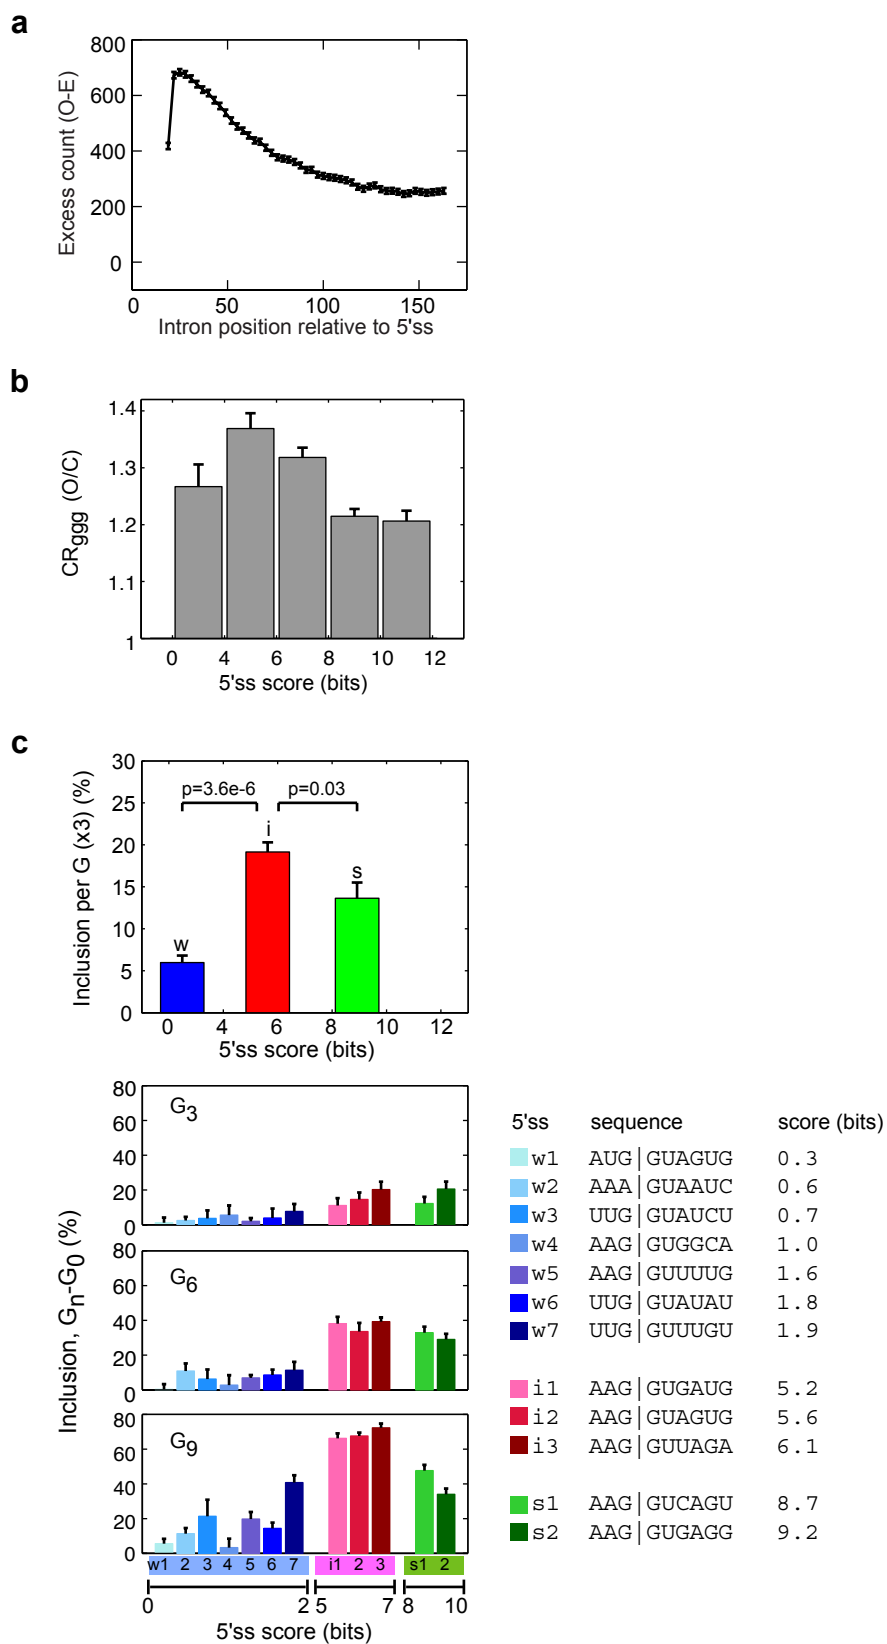 a
800
600
400
200
0
Excess count (O-E)
0 50 100 150
Intron position relative to 5'ss
b
1.4
1.3
1.2
1.1
1
CRggg (O/C)
0 4 6 8 10 12
5'ss score (bits)
c
30
25
20
15
10
5
0
Inclusion per G (x3) (%)
p=3.6e-6 p=0.03
i
s
w
0 4 6 8 10 12
5'ss score (bits)
Inclusion, Gn-G0 (%)
80
60
40
20
0
G3
80
60
40
20
0
G6
80
60
40
20
0
G9
w1 2 3 4 5 6 7 i1 2 3 s1 2
0 2 5 7 8 10
5'ss score (bits)
5'ss sequence score (bits)
w1 AUG|GUAGUG 0.3
w2 AAA|GUAAUC 0.6
w3 UUG|GUAUCU 0.7
w4 AAG|GUGGCA 1.0
w5 AAG|GUUUUG 1.6
w6 UUG|GUAUAU 1.8
w7 UUG|GUUUGU 1.9
i1 AAG|GUGAUG 5.2
i2 AAG|GUAGUG 5.6
i3 AAG|GUUAGA 6.1
s1 AAG|GUCAGU 8.7
s2 AAG|GUGAGG 9.2